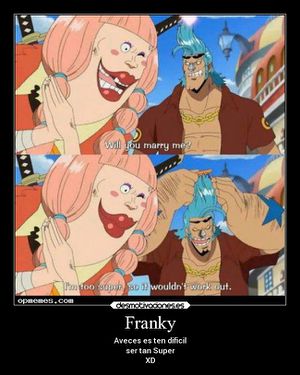 Will you marry me?
I'm too super, so it wouldn't work out.
opmemes.com
desmotivaciones.es
Franky
Aveces es ten dificil
ser tan Super
XD